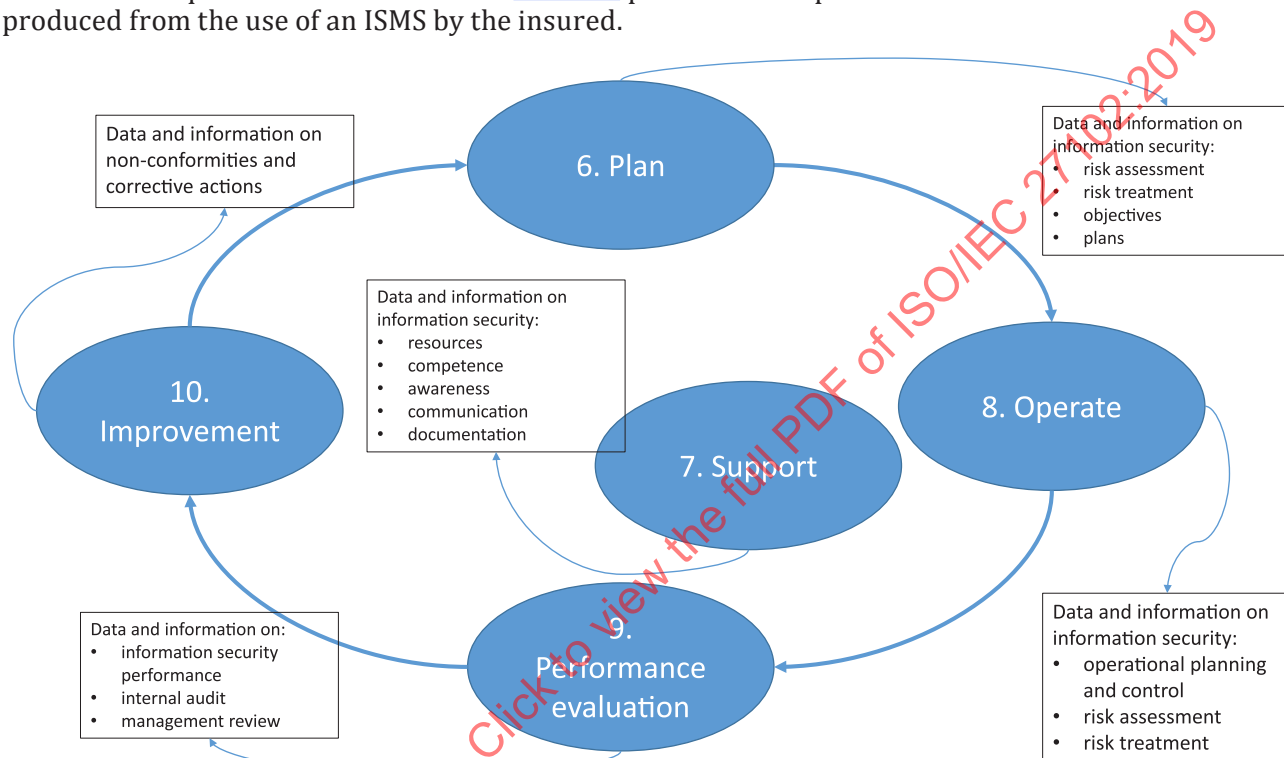 produced from the use of an ISMS by the insured.
6. Plan
Data and information on
non-conformities and
corrective actions
Data and information on
information security:
• risk assessment
• risk treatment
• objectives
• plans
Data and information on
information security:
• resources
• competence
• awareness
• communication
• documentation
10.
Improvement
8. Operate
7. Support
9.
Performance
evaluation
Data and information on:
• information security
performance
• internal audit
• management review
Data and information on
information security:
• operational planning
and control
• risk assessment
• risk treatment
Click to view the full PDF of ISO/IEC 27102:2019